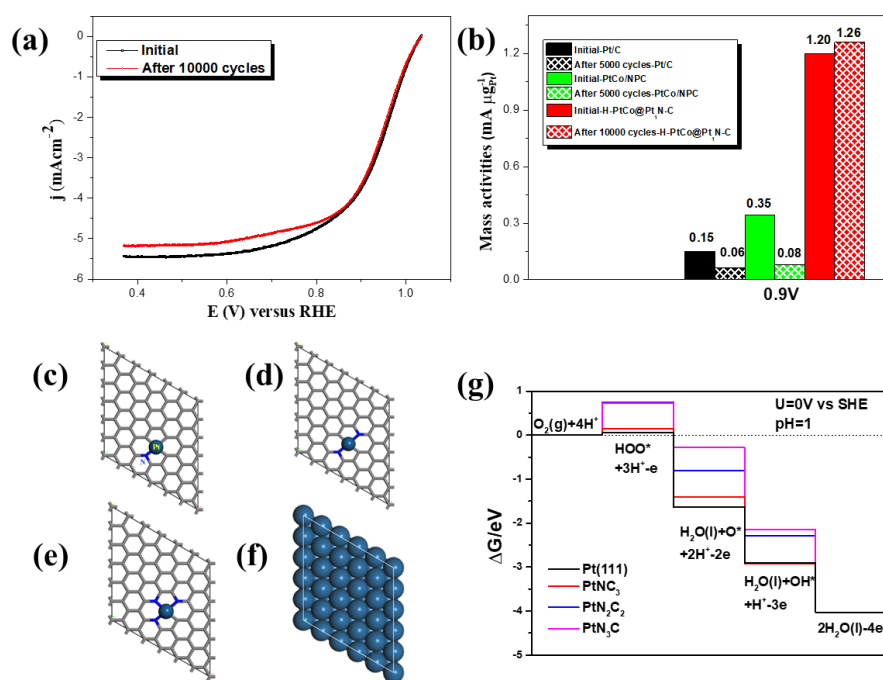 (a)
Initial
After 10000 cycles
0
-1
-2
-3
-4
-5
-6
j (mAcm⁻²)
0.4 0.6 0.8 1.0
E (V) versus RHE
(b)
Initial-Pt/C
After 5000 cycles-Pt/C
Initial-PtCo/NPC
After 5000 cycles-PtCo/NPC
Initial-H-PtCo@Pt₁N-C
After 10000 cycles-H-PtCo@Pt₁N-C
1.2
0.9
0.6
0.3
0.0
Mass activities (mA μg⁻¹Pt)
0.15
0.06
0.35
0.08
1.20
1.26
0.9V
(c)
Pt
N
(d)
(e)
(f)
(g)
1
0
-1
-2
-3
-4
-5
ΔG/eV
U=0V vs SHE
pH=1
O₂(g)+4H⁺
HOO*
+3H⁺-e
H₂O(l)+O*
+2H⁺-2e
H₂O(l)+OH*
+H⁺-3e
2H₂O(l)-4e
Pt(111)
PtNC₃
PtN₂C₂
PtN₃C